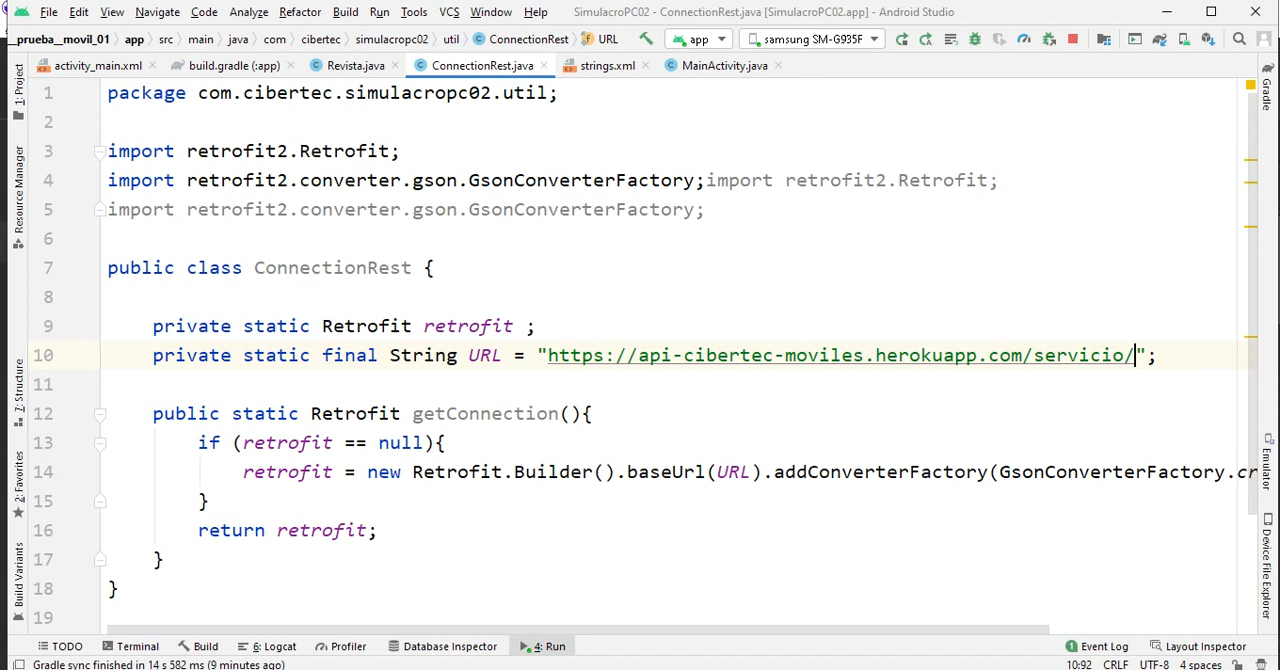 File Edit View Navigate Code Analyze Refactor Build Run Tools VCS Window Help SimulacroPC02 - ConnectionRest.java [SimulacroPC02.app] - Android Studio
_prueba__movil_01 app src main java com cibertec simulacropc02 util ConnectionRest URL app samsung SM-G935F
activity_main.xml build.gradle (:app) Revista.java ConnectionRest.java strings.xml MainActivity.java
1 package com.cibertec.simulacropc02.util;
2
3 import retrofit2.Retrofit;
4 import retrofit2.converter.gson.GsonConverterFactory;import retrofit2.Retrofit;
5 import retrofit2.converter.gson.GsonConverterFactory;
6
7 public class ConnectionRest {
8
9 private static Retrofit retrofit ;
10 private static final String URL = "https://api-cibertec-moviles.herokuapp.com/servicio/";
11
12 public static Retrofit getConnection(){
13 if (retrofit == null){
14 retrofit = new Retrofit.Builder().baseUrl(URL).addConverterFactory(GsonConverterFactory.cr
15 }
16 return retrofit;
17 }
18 }
19
1: Project
Resource Manager
7: Structure
2: Favorites
Build Variants
Gradle
Emulator
Device File Explorer
TODO Terminal Build 6: Logcat Profiler Database Inspector 4: Run Event Log Layout Inspector
Gradle sync finished in 14 s 582 ms (9 minutes ago) 10:92 CRLF UTF-8 4 spaces